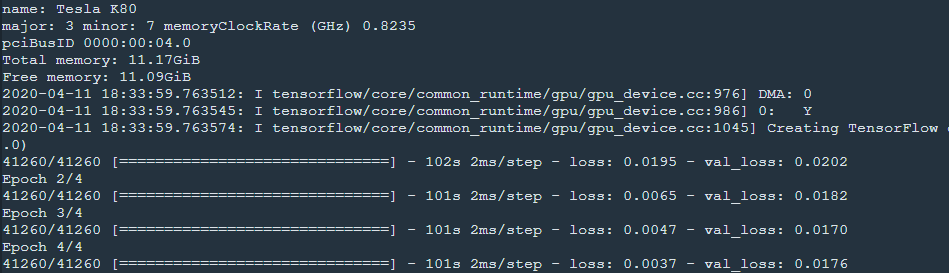 name: Tesla K80
major: 3 minor: 7 memoryClockRate (GHz) 0.8235
pciBusID 0000:00:04.0
Total memory: 11.17GiB
Free memory: 11.09GiB
2020-04-11 18:33:59.763512: I tensorflow/core/common_runtime/gpu/gpu_device.cc:976] DMA: 0
2020-04-11 18:33:59.763545: I tensorflow/core/common_runtime/gpu/gpu_device.cc:986] 0:   Y
2020-04-11 18:33:59.763574: I tensorflow/core/common_runtime/gpu/gpu_device.cc:1045] Creating TensorFlow
.0)
41260/41260 [==============================] - 102s 2ms/step - loss: 0.0195 - val_loss: 0.0202
Epoch 2/4
41260/41260 [==============================] - 101s 2ms/step - loss: 0.0065 - val_loss: 0.0182
Epoch 3/4
41260/41260 [==============================] - 101s 2ms/step - loss: 0.0047 - val_loss: 0.0170
Epoch 4/4
41260/41260 [==============================] - 101s 2ms/step - loss: 0.0037 - val_loss: 0.0176